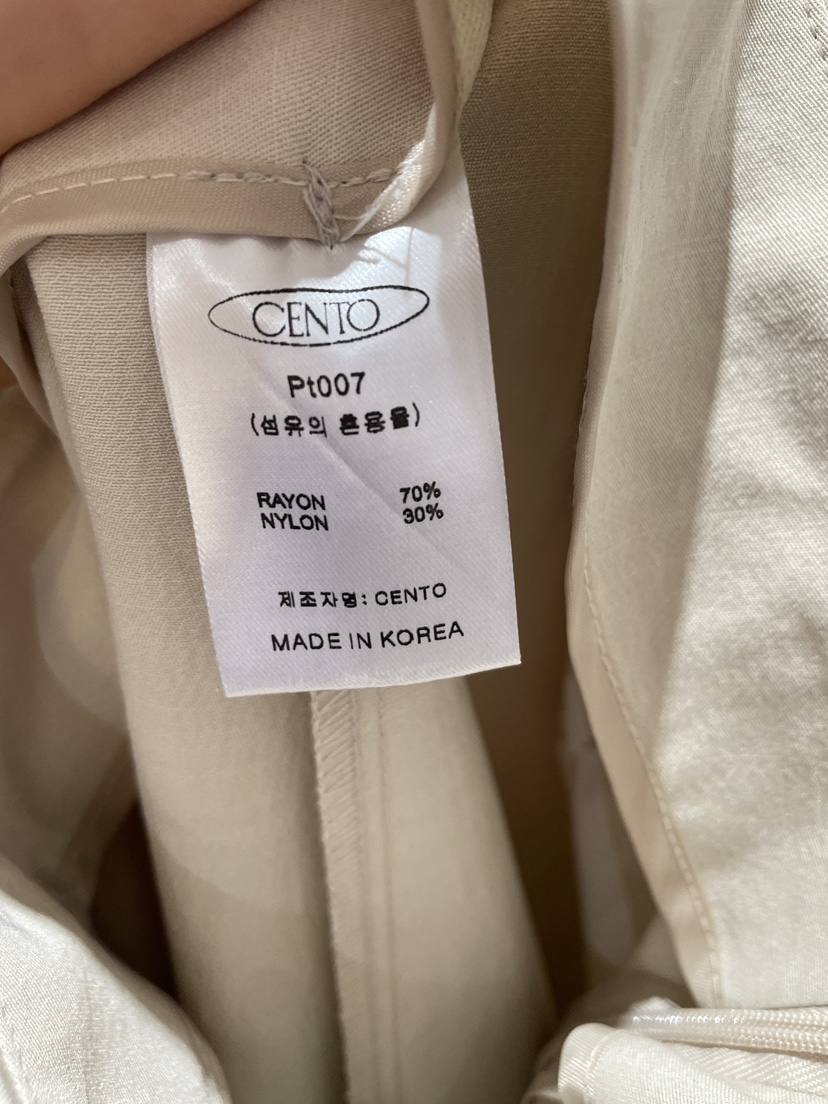 CENTO
Pt007
(섬유의 혼용율)
RAYON 70%
NYLON 30%
제조자명: CENTO
MADE IN KOREA